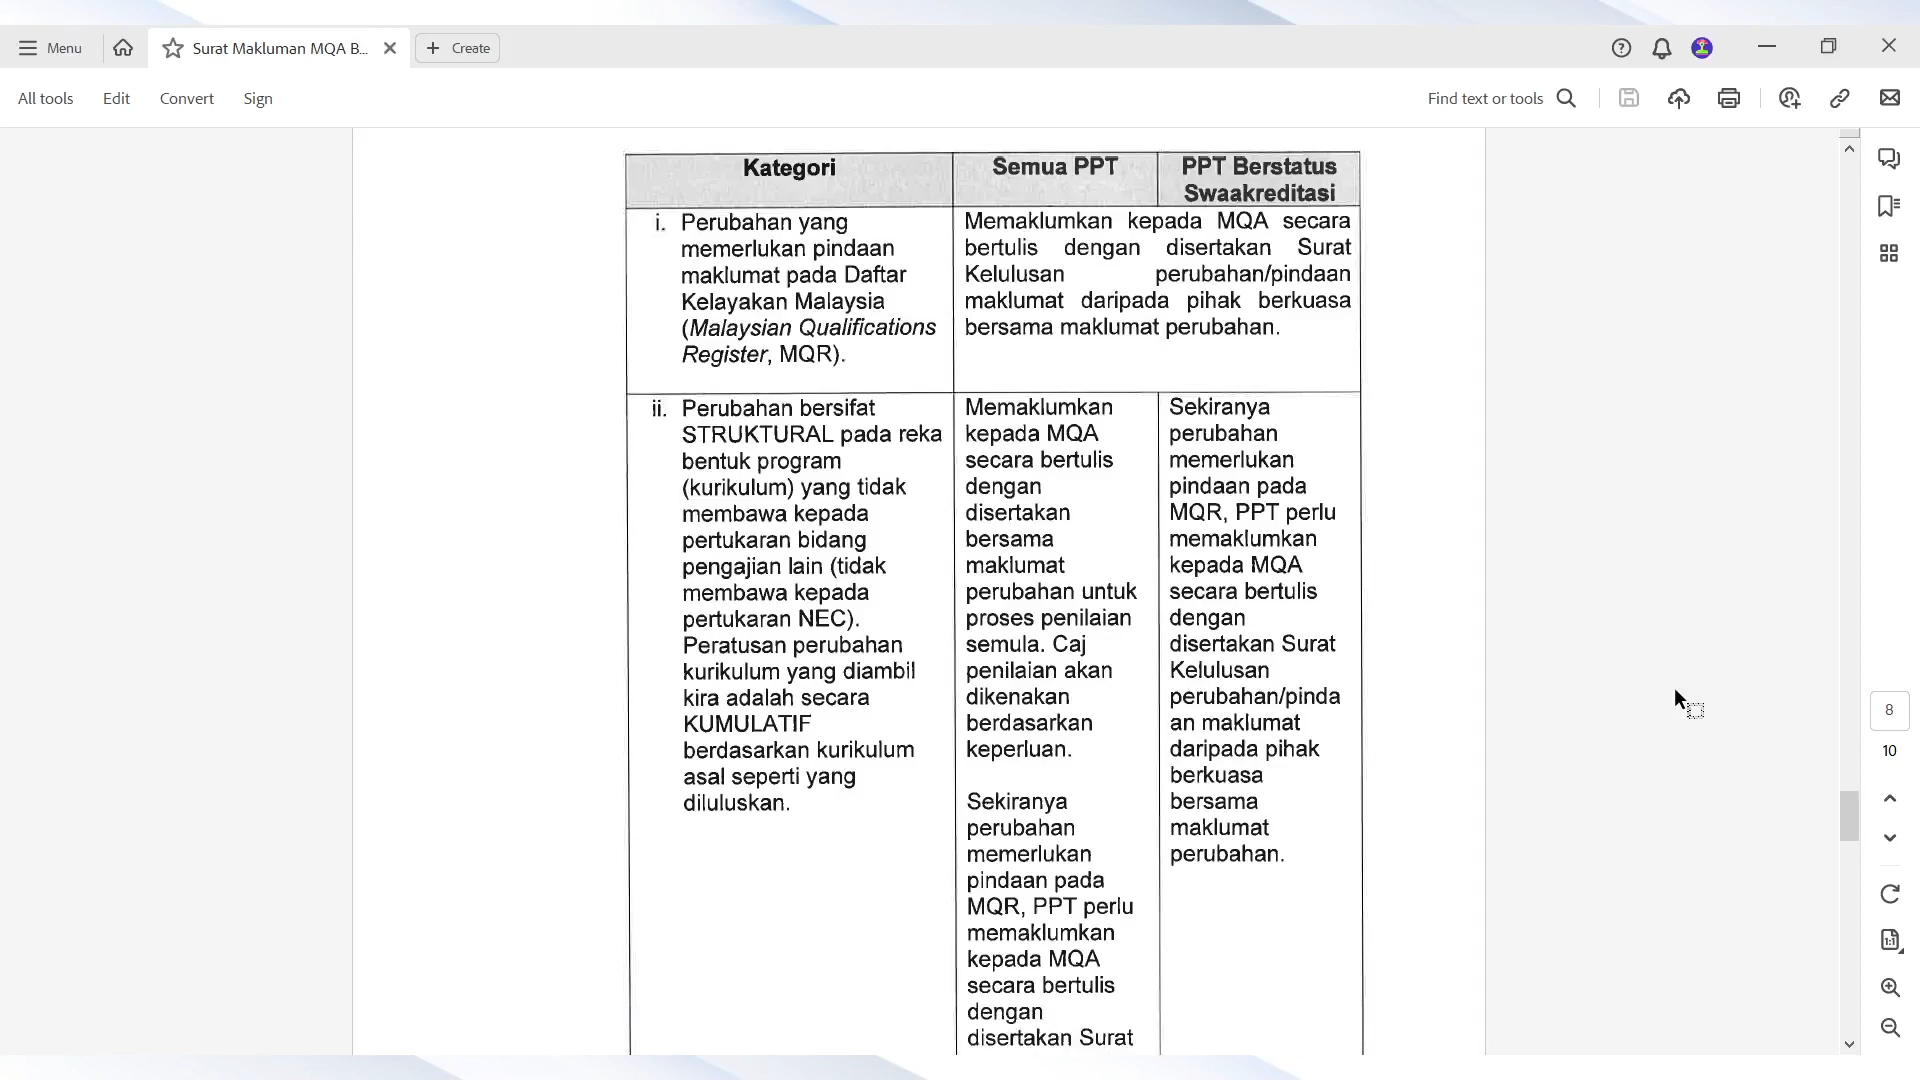 Menu
Surat Makluman MQA B...
Create
All tools
Edit
Convert
Sign
Find text or tools
Kategori
Semua PPT
PPT Berstatus
Swaakreditasi
i. Perubahan yang
memerlukan pindaan
maklumat pada Daftar
Kelayakan Malaysia
(Malaysian Qualifications
Register, MQR).
Memaklumkan kepada MQA secara
bertulis dengan disertakan Surat
Kelulusan perubahan/pindaan
maklumat daripada pihak berkuasa
bersama maklumat perubahan.
ii. Perubahan bersifat
STRUKTURAL pada reka
bentuk program
(kurikulum) yang tidak
membawa kepada
pertukaran bidang
pengajian lain (tidak
membawa kepada
pertukaran NEC).
Peratusan perubahan
kurikulum yang diambil
kira adalah secara
KUMULATIF
berdasarkan kurikulum
asal seperti yang
diluluskan.
Memaklumkan
kepada MQA
secara bertulis
dengan
disertakan
bersama
maklumat
perubahan untuk
proses penilaian
semula. Caj
penilaian akan
dikenakan
berdasarkan
keperluan.
Sekiranya
perubahan
memerlukan
pindaan pada
MQR, PPT perlu
memaklumkan
kepada MQA
secara bertulis
dengan
disertakan Surat
Sekiranya
perubahan
memerlukan
pindaan pada
MQR, PPT perlu
memaklumkan
kepada MQA
secara bertulis
dengan
disertakan Surat
Kelulusan
perubahan/pinda
an maklumat
daripada pihak
berkuasa
bersama
maklumat
perubahan.
8
10
1:1